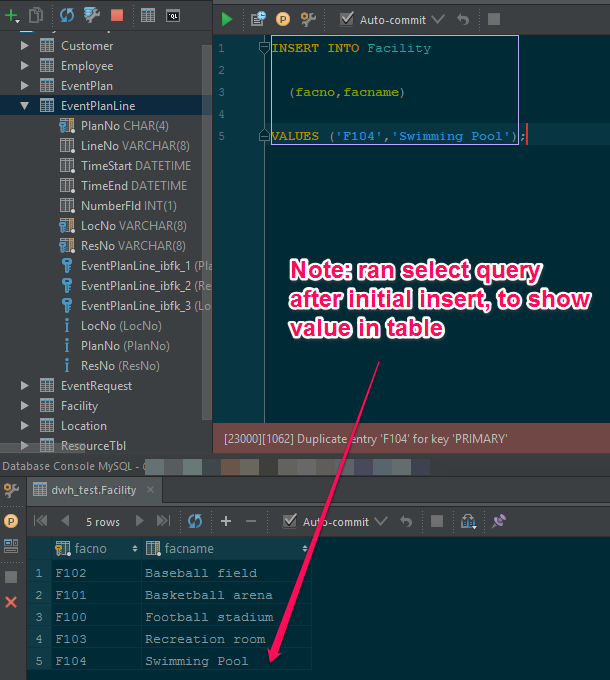 Auto-commit
Customer
Employee
EventPlan
EventPlanLine
PlanNo CHAR(4)
LineNo VARCHAR(8)
TimeStart DATETIME
TimeEnd DATETIME
NumberFld INT(1)
LocNo VARCHAR(8)
ResNo VARCHAR(8)
EventPlanLine_ibfk_1 (Pla
EventPlanLine_ibfk_2 (Re
EventPlanLine_ibfk_3 (Lo
LocNo (LocNo)
PlanNo (PlanNo)
ResNo (ResNo)
EventRequest
Facility
Location
ResourceTbl
1 INSERT INTO Facility
2
3 (facno,facname)
4
5 VALUES ('F104','Swimming Pool');
Note: ran select query
after initial insert, to show
value in table
[23000][1062] Duplicate entry 'F104' for key 'PRIMARY'
Database Console MySQL -
dwh_test.Facility
5 rows
Auto-commit
facno facname
1 F102 Baseball field
2 F101 Basketball arena
3 F100 Football stadium
4 F103 Recreation room
5 F104 Swimming Pool